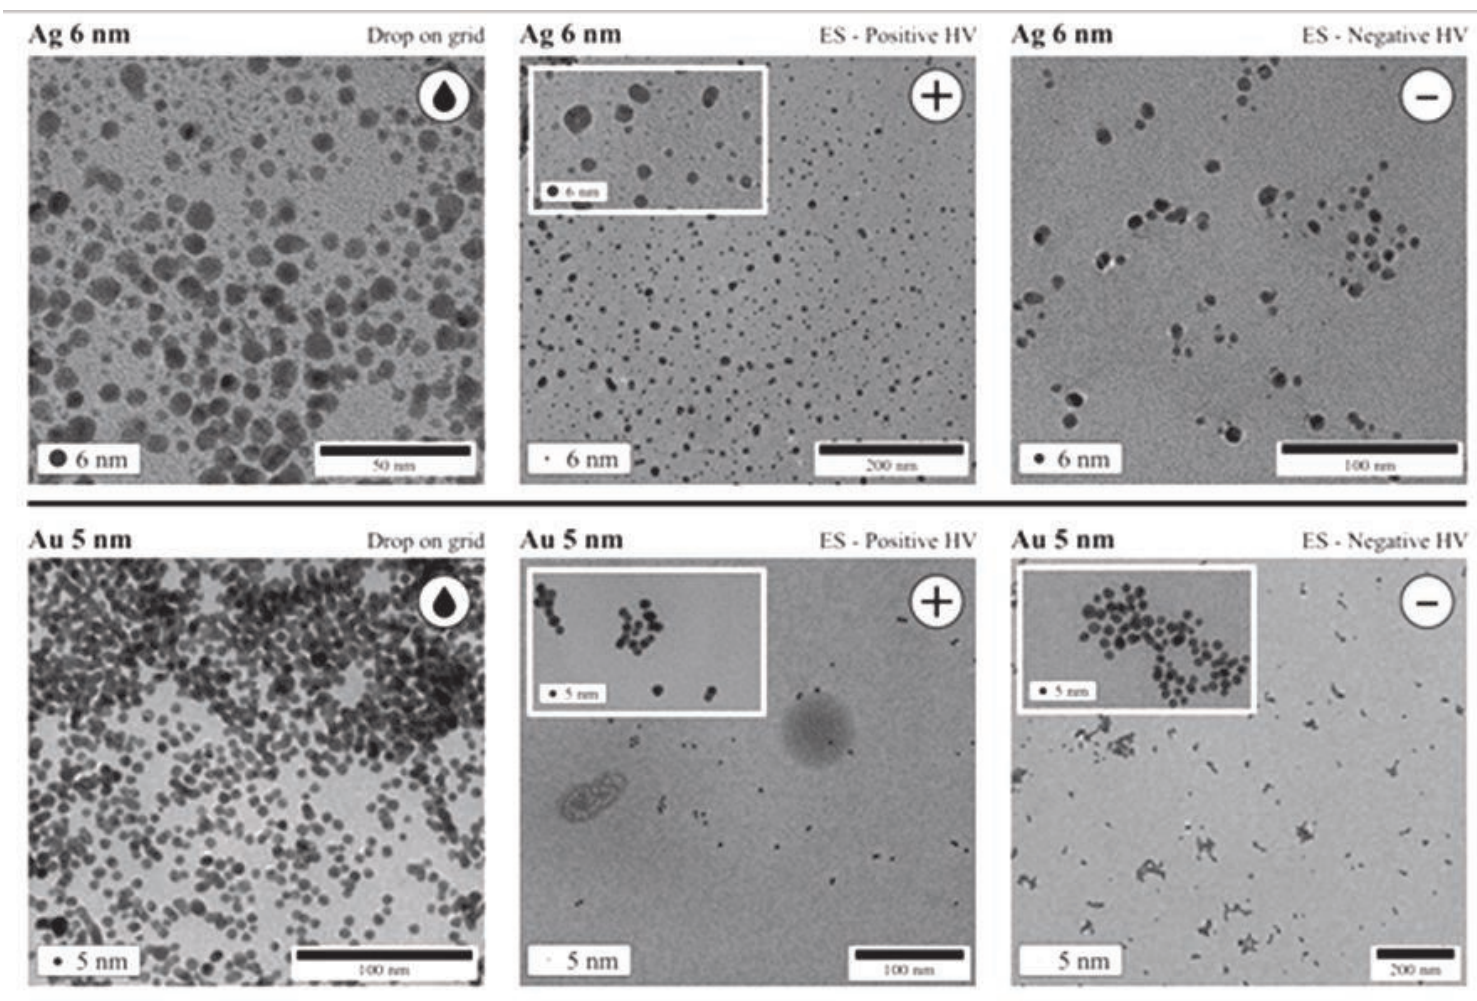 Ag 6 nm Drop on grid
6 nm
50 nm
Ag 6 nm ES - Positive HV
+
6 nm
6 nm
200 nm
Ag 6 nm ES - Negative HV
−
6 nm
100 nm
Au 5 nm Drop on grid
5 nm
100 nm
Au 5 nm ES - Positive HV
+
5 nm
5 nm
100 nm
Au 5 nm ES - Negative HV
−
5 nm
5 nm
200 nm